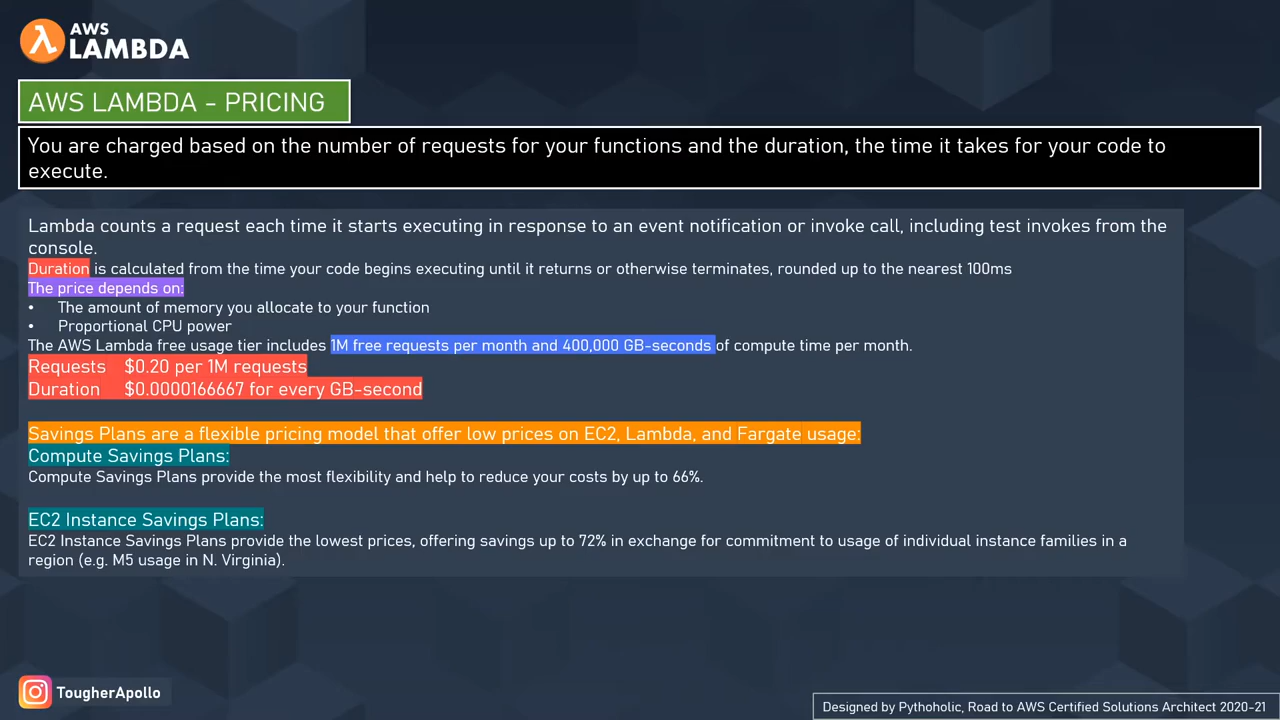 AWS
LAMBDA
AWS LAMBDA - PRICING
You are charged based on the number of requests for your functions and the duration, the time it takes for your code to
execute.
Lambda counts a request each time it starts executing in response to an event notification or invoke call, including test invokes from the
console.
Duration is calculated from the time your code begins executing until it returns or otherwise terminates, rounded up to the nearest 100ms
The price depends on:
• The amount of memory you allocate to your function
• Proportional CPU power
The AWS Lambda free usage tier includes 1M free requests per month and 400,000 GB-seconds of compute time per month.
Requests $0.20 per 1M requests
Duration $0.0000166667 for every GB-second
Savings Plans are a flexible pricing model that offer low prices on EC2, Lambda, and Fargate usage:
Compute Savings Plans:
Compute Savings Plans provide the most flexibility and help to reduce your costs by up to 66%.
EC2 Instance Savings Plans:
EC2 Instance Savings Plans provide the lowest prices, offering savings up to 72% in exchange for commitment to usage of individual instance families in a
region (e.g. M5 usage in N. Virginia).
TougherApollo
Designed by Pythoholic, Road to AWS Certified Solutions Architect 2020-21